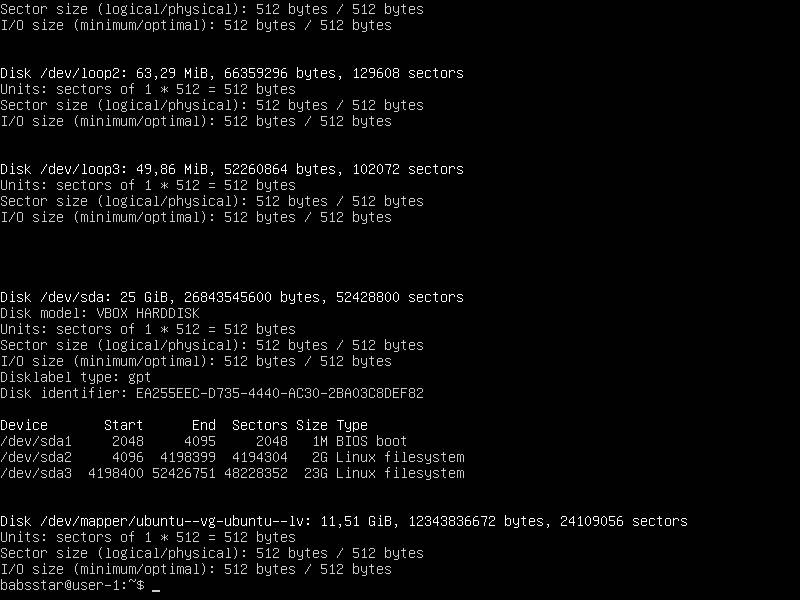 Sector size (logical/physical): 512 bytes / 512 bytes
I/O size (minimum/optimal): 512 bytes / 512 bytes
Disk /dev/loop2: 63,29 MiB, 66359296 bytes, 129608 sectors
Units: sectors of 1 * 512 = 512 bytes
Sector size (logical/physical): 512 bytes / 512 bytes
I/O size (minimum/optimal): 512 bytes / 512 bytes
Disk /dev/loop3: 49,86 MiB, 52260864 bytes, 102072 sectors
Units: sectors of 1 * 512 = 512 bytes
Sector size (logical/physical): 512 bytes / 512 bytes
I/O size (minimum/optimal): 512 bytes / 512 bytes
Disk /dev/sda: 25 GiB, 26843545600 bytes, 52428800 sectors
Disk model: VBOX HARDDISK
Units: sectors of 1 * 512 = 512 bytes
Sector size (logical/physical): 512 bytes / 512 bytes
I/O size (minimum/optimal): 512 bytes / 512 bytes
Disklabel type: gpt
Disk identifier: EA255EEC-D735-4440-AC30-2BA03C8DEF82
Device       Start      End  Sectors Size Type
/dev/sda1     2048     4095     2048   1M BIOS boot
/dev/sda2     4096  4198399  4194304   2G Linux filesystem
/dev/sda3  4198400 52426751 48228352  23G Linux filesystem
Disk /dev/mapper/ubuntu--vg-ubuntu--lv: 11,51 GiB, 12343836672 bytes, 24109056 sectors
Units: sectors of 1 * 512 = 512 bytes
Sector size (logical/physical): 512 bytes / 512 bytes
I/O size (minimum/optimal): 512 bytes / 512 bytes
babsstar@user-1:~$ _